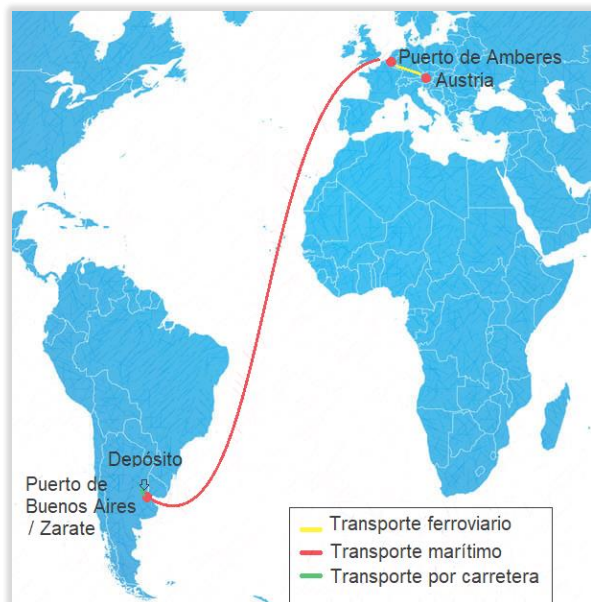 Puerto de Amberes
Austria
Depósito
Puerto de
Buenos Aires
/ Zarate
Transporte ferroviario
Transporte marítimo
Transporte por carretera